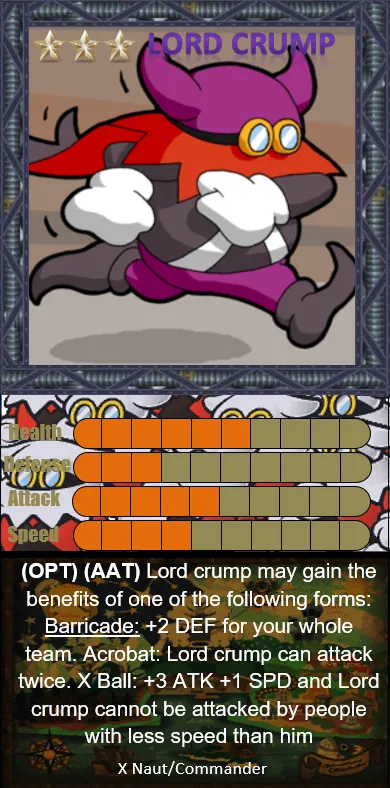 LORD CRUMP
Health
Defense
Attack
Speed
(OPT) (AAT) Lord crump may gain the
benefits of one of the following forms:
Barricade: +2 DEF for your whole
team. Acrobat: Lord crump can attack
twice. X Ball: +3 ATK +1 SPD and Lord
crump cannot be attacked by people
with less speed than him
X Naut/Commander